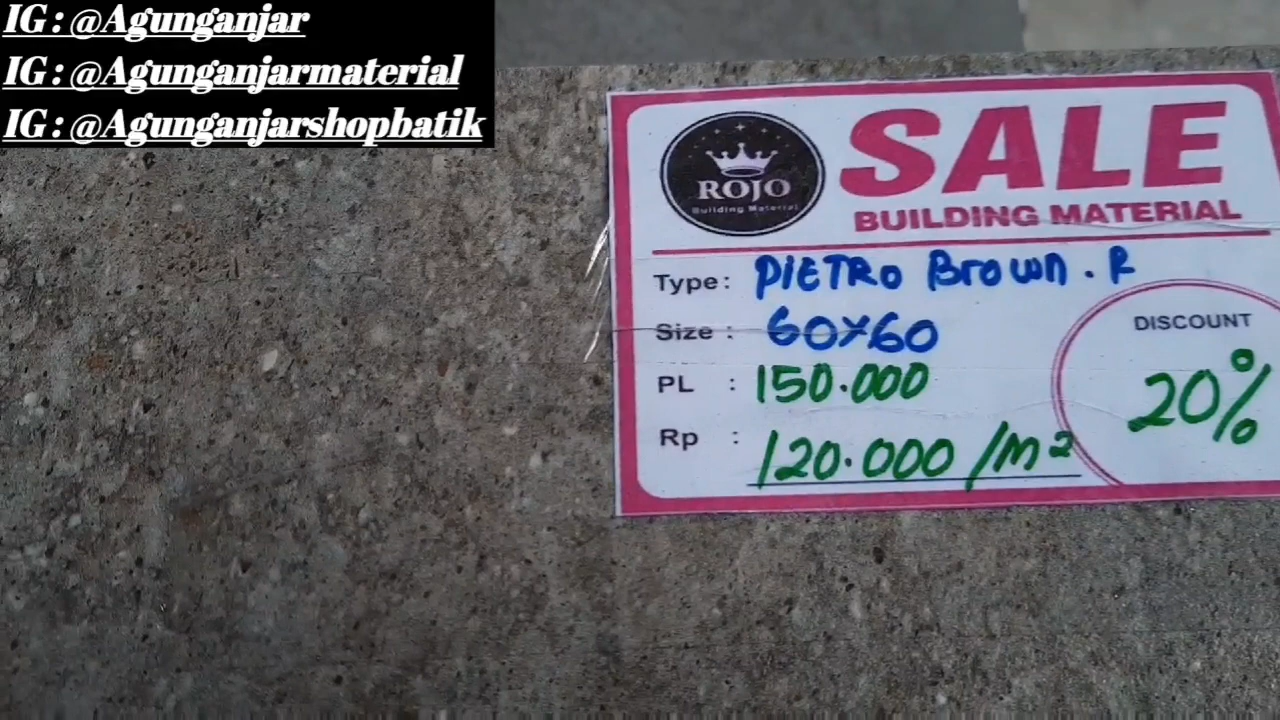 IG : @Agunganjar
IG : @Agunganjarmaterial
IG : @Agunganjarshopbatik
ROJO
Building Material
SALE
BUILDING MATERIAL
Type : PIETRO Brown . R
Size : 60x60
PL : 150.000
Rp : 120.000 /m²
DISCOUNT
20%